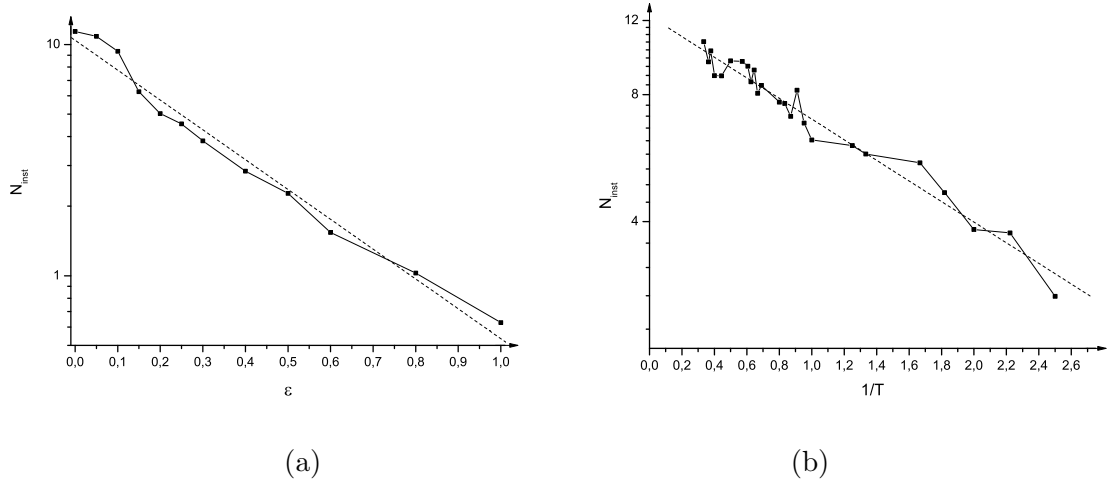 10
1
N_inst
0,0 0,1 0,2 0,3 0,4 0,5 0,6 0,7 0,8 0,9 1,0
ε
(a)
12
8
4
N_inst
0,0 0,2 0,4 0,6 0,8 1,0 1,2 1,4 1,6 1,8 2,0 2,2 2,4 2,6
1/T
(b)